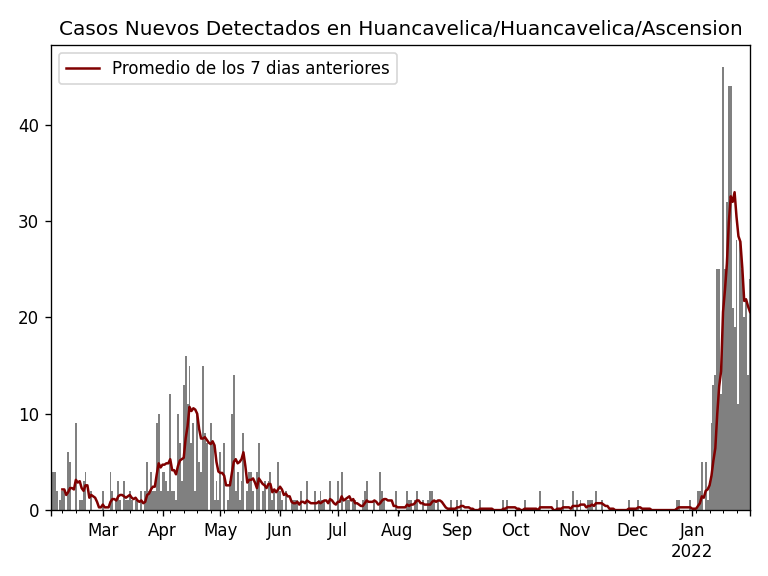 Casos Nuevos Detectados en Huancavelica/Huancavelica/Ascension
Promedio de los 7 dias anteriores
40
30
20
10
0
Mar Apr May Jun Jul Aug Sep Oct Nov Dec Jan
2022